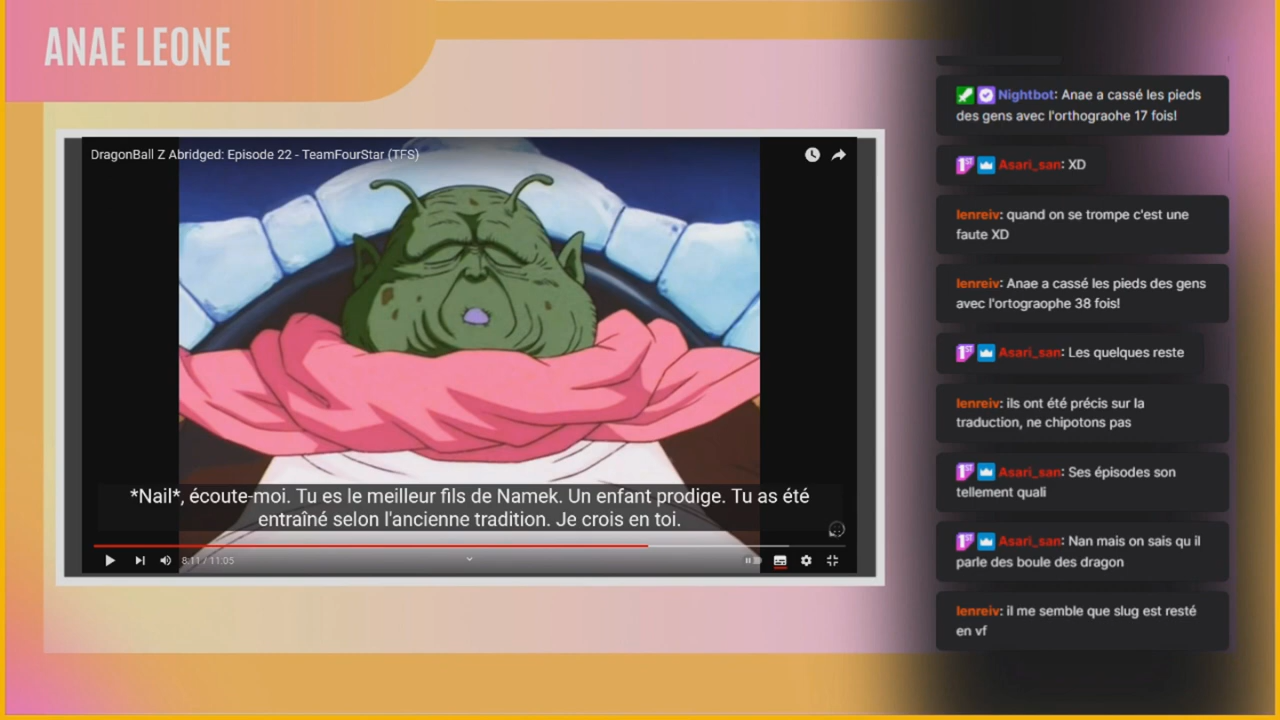 ANAE LEONE
DragonBall Z Abridged: Episode 22 - TeamFourStar (TFS)
*Nail*, écoute-moi. Tu es le meilleur fils de Namek. Un enfant prodige. Tu as été
entraîné selon l'ancienne tradition. Je crois en toi.
8:11 / 11:05
Nightbot: Anae a cassé les pieds
des gens avec l'orthograohe 17 fois!
1ST Asari_san: XD
lenreiv: quand on se trompe c'est une
faute XD
lenreiv: Anae a cassé les pieds des gens
avec l'ortograophe 38 fois!
1ST Asari_san: Les quelques reste
lenreiv: ils ont été précis sur la
traduction, ne chipotons pas
1ST Asari_san: Ses épisodes son
tellement quali
1ST Asari_san: Nan mais on sais qu il
parle des boule des dragon
lenreiv: il me semble que slug est resté
en vf